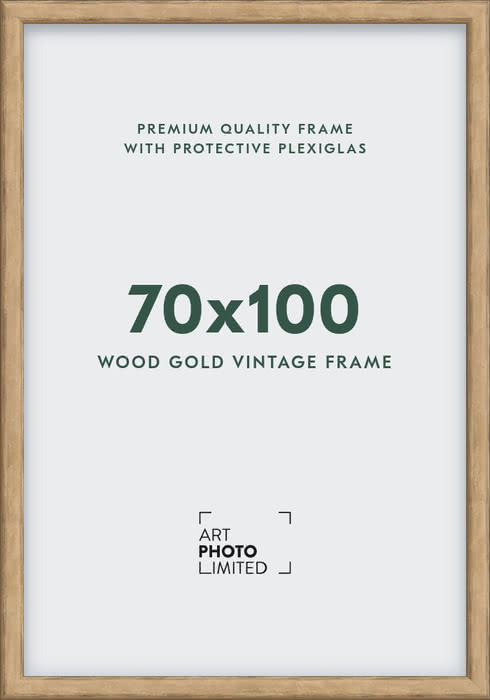 PREMIUM QUALITY FRAME
WITH PROTECTIVE PLEXIGLAS
70x100
WOOD GOLD VINTAGE FRAME
ART
PHOTO
LIMITED